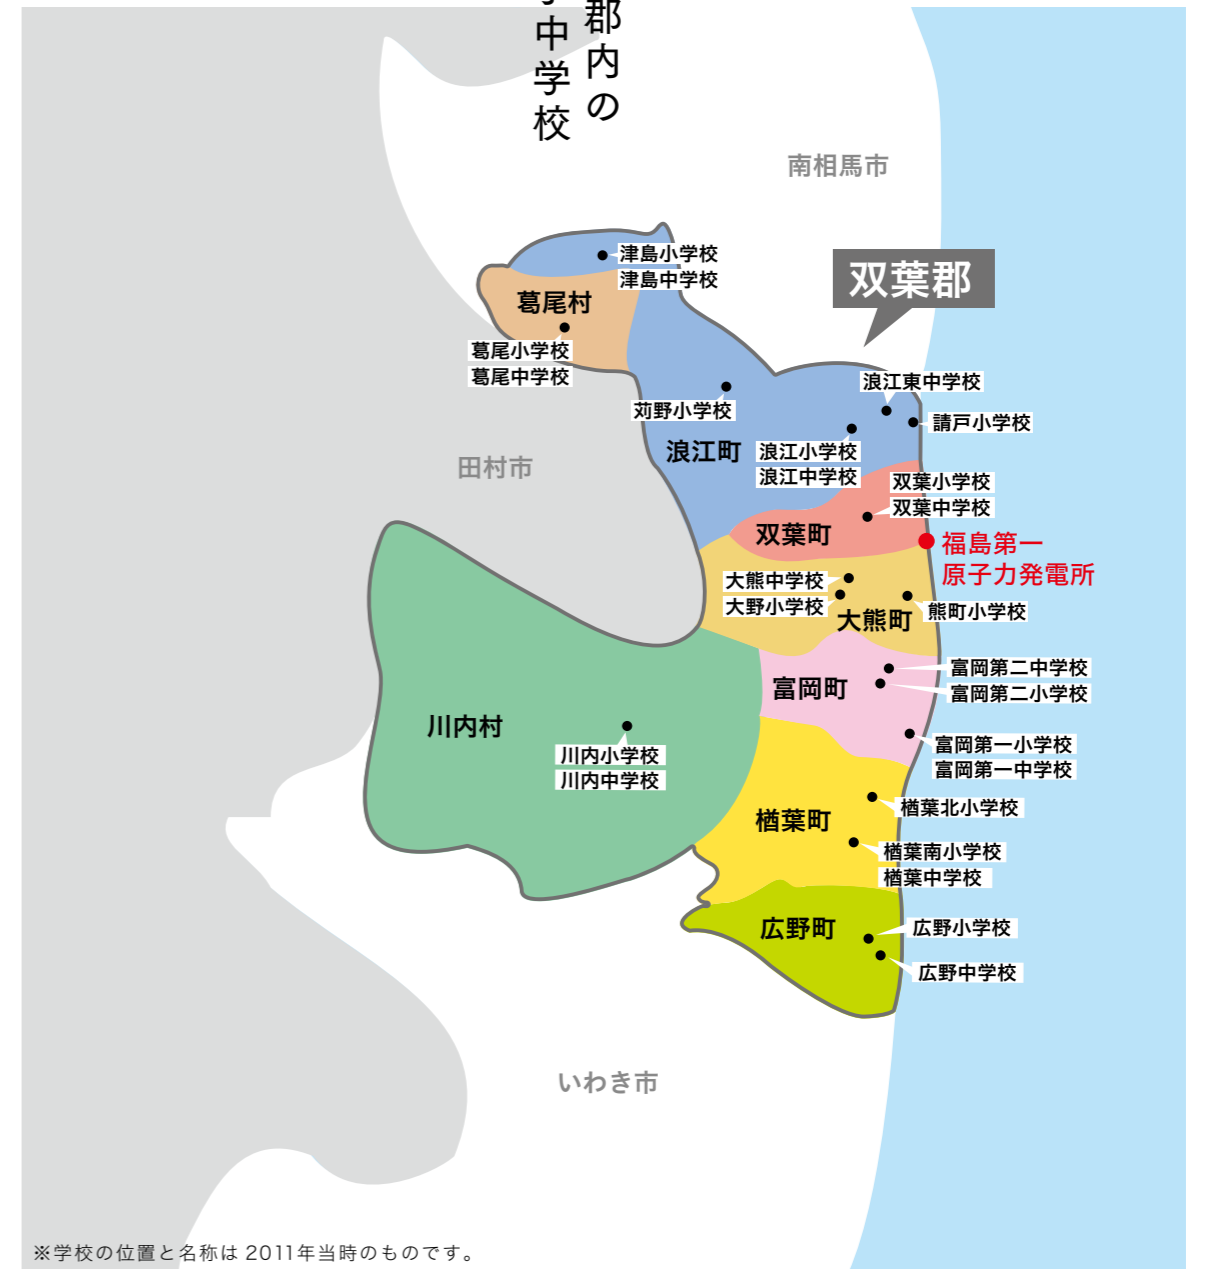 郡内の
中学校
南相馬市
双葉郡
津島小学校
津島中学校
葛尾村
葛尾小学校
葛尾中学校
浪江東中学校
苅野小学校
請戸小学校
浪江町
浪江小学校
浪江中学校
田村市
双葉小学校
双葉中学校
双葉町
福島第一
原子力発電所
大熊中学校
大野小学校
熊町小学校
大熊町
富岡第二中学校
富岡第二小学校
富岡町
川内村
川内小学校
川内中学校
富岡第一小学校
富岡第一中学校
楢葉北小学校
楢葉町
楢葉南小学校
楢葉中学校
広野町
広野小学校
広野中学校
いわき市
※学校の位置と名称は 2011年当時のものです。